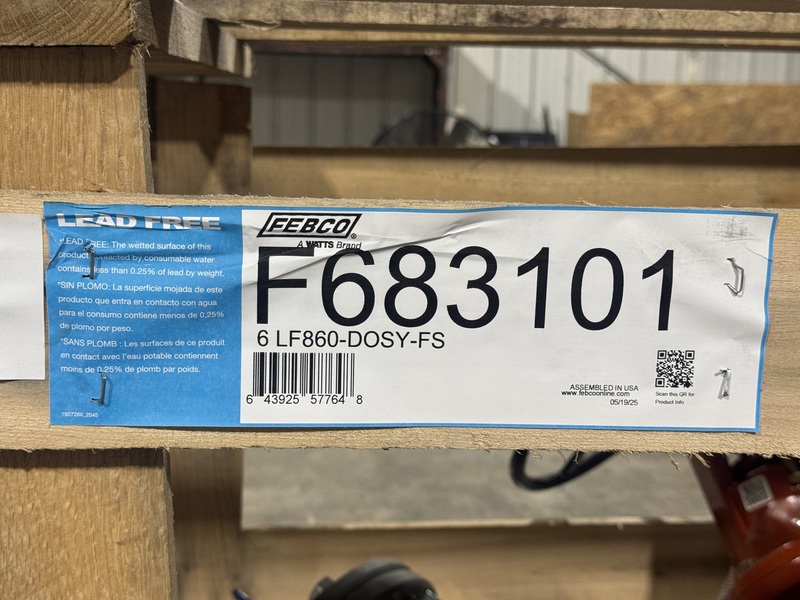 LEAD FREE
*LEAD FREE: The wetted surface of this
product contacted by consumable water
contains less than 0.25% of lead by weight.
*SIN PLOMO: La superficie mojada de este
producto que entra en contacto con agua
para el consumo contiene menos de 0,25%
de plomo por peso.
*SANS PLOMB : Les surfaces de ce produit
en contact avec l'eau potable contiennent
moins de 0.25% de plomb par poids.
1927260_2045
FEBCO®
A WATTS Brand
F683101
6 LF860-DOSY-FS
6 43925 57764 8
ASSEMBLED IN USA
www.febcoonline.com
05/19/25
Scan this QR for
Product Info